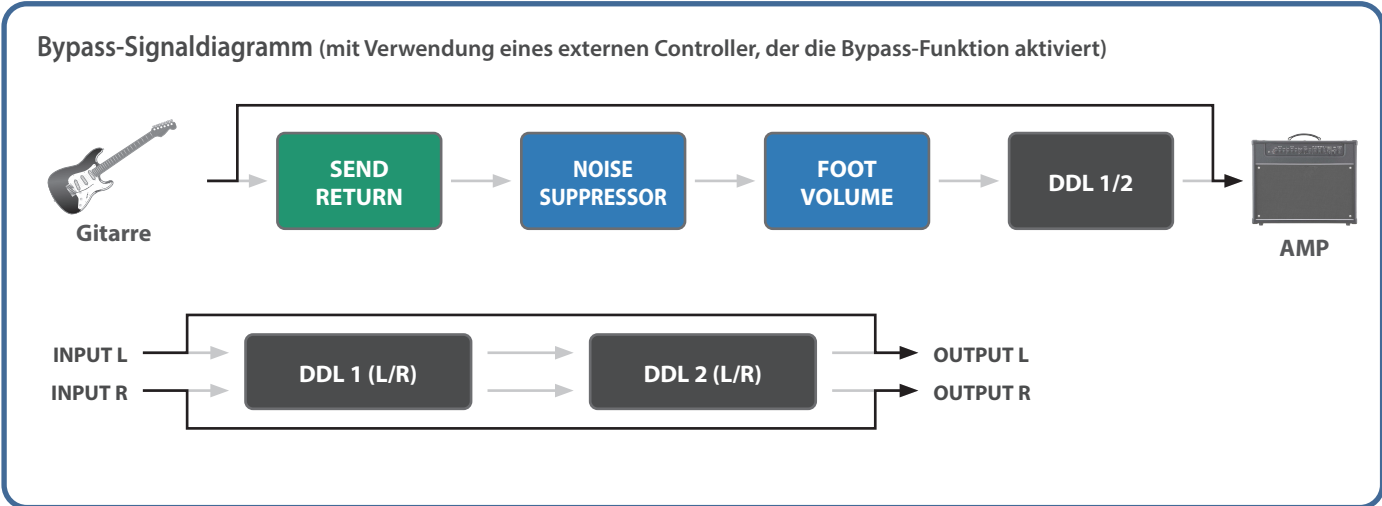 Bypass-Signaldiagramm (mit Verwendung eines externen Controller, der die Bypass-Funktion aktiviert)
SEND
RETURN
NOISE
SUPPRESSOR
FOOT
VOLUME
DDL 1/2
Gitarre
AMP
INPUT L
INPUT R
DDL 1 (L/R)
DDL 2 (L/R)
OUTPUT L
OUTPUT R